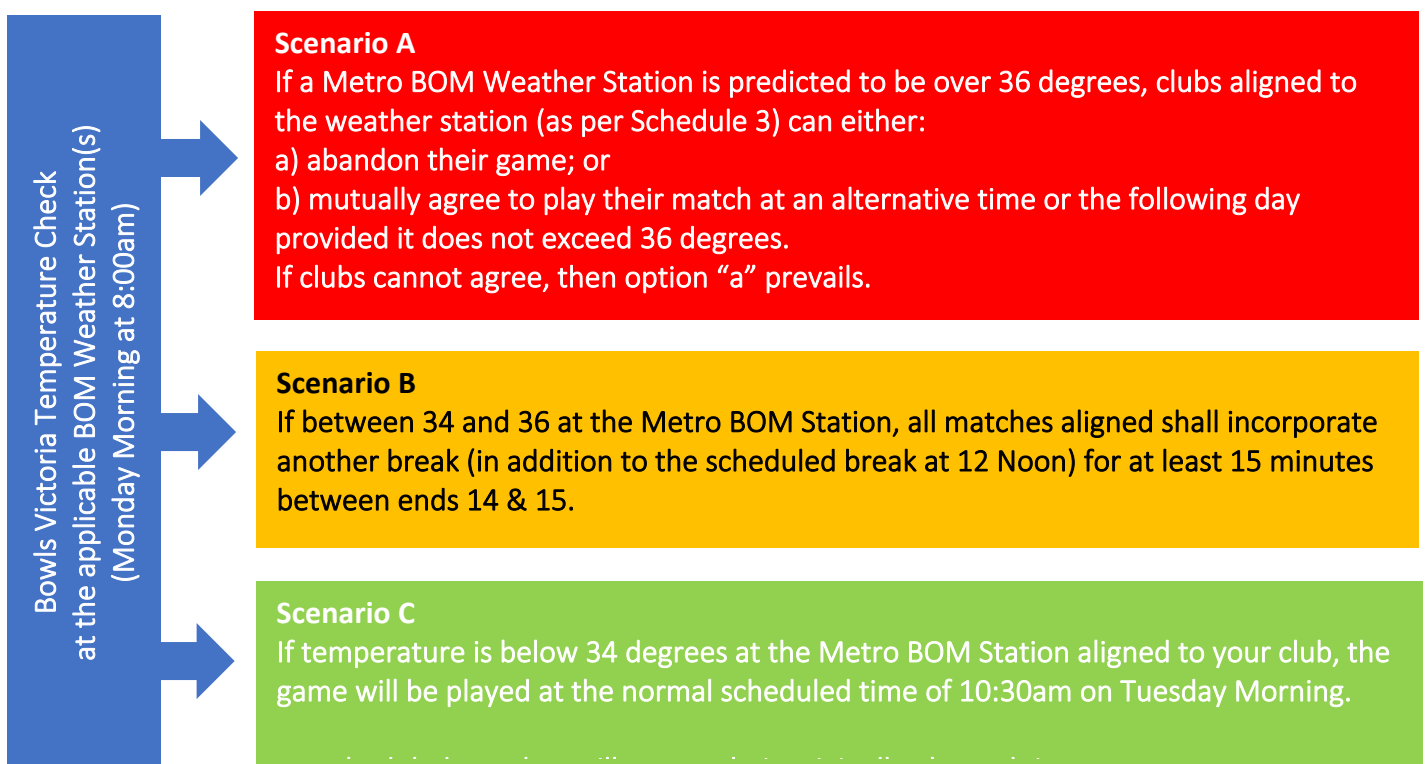 Bowls Victoria Temperature Check
at the applicable BOM Weather Station(s)
(Monday Morning at 8:00am)
Scenario A
If a Metro BOM Weather Station is predicted to be over 36 degrees, clubs aligned to
the weather station (as per Schedule 3) can either:
a) abandon their game; or
b) mutually agree to play their match at an alternative time or the following day
provided it does not exceed 36 degrees.
If clubs cannot agree, then option “a” prevails.
Scenario B
If between 34 and 36 at the Metro BOM Station, all matches aligned shall incorporate
another break (in addition to the scheduled break at 12 Noon) for at least 15 minutes
between ends 14 & 15.
Scenario C
If temperature is below 34 degrees at the Metro BOM Station aligned to your club, the
game will be played at the normal scheduled time of 10:30am on Tuesday Morning.